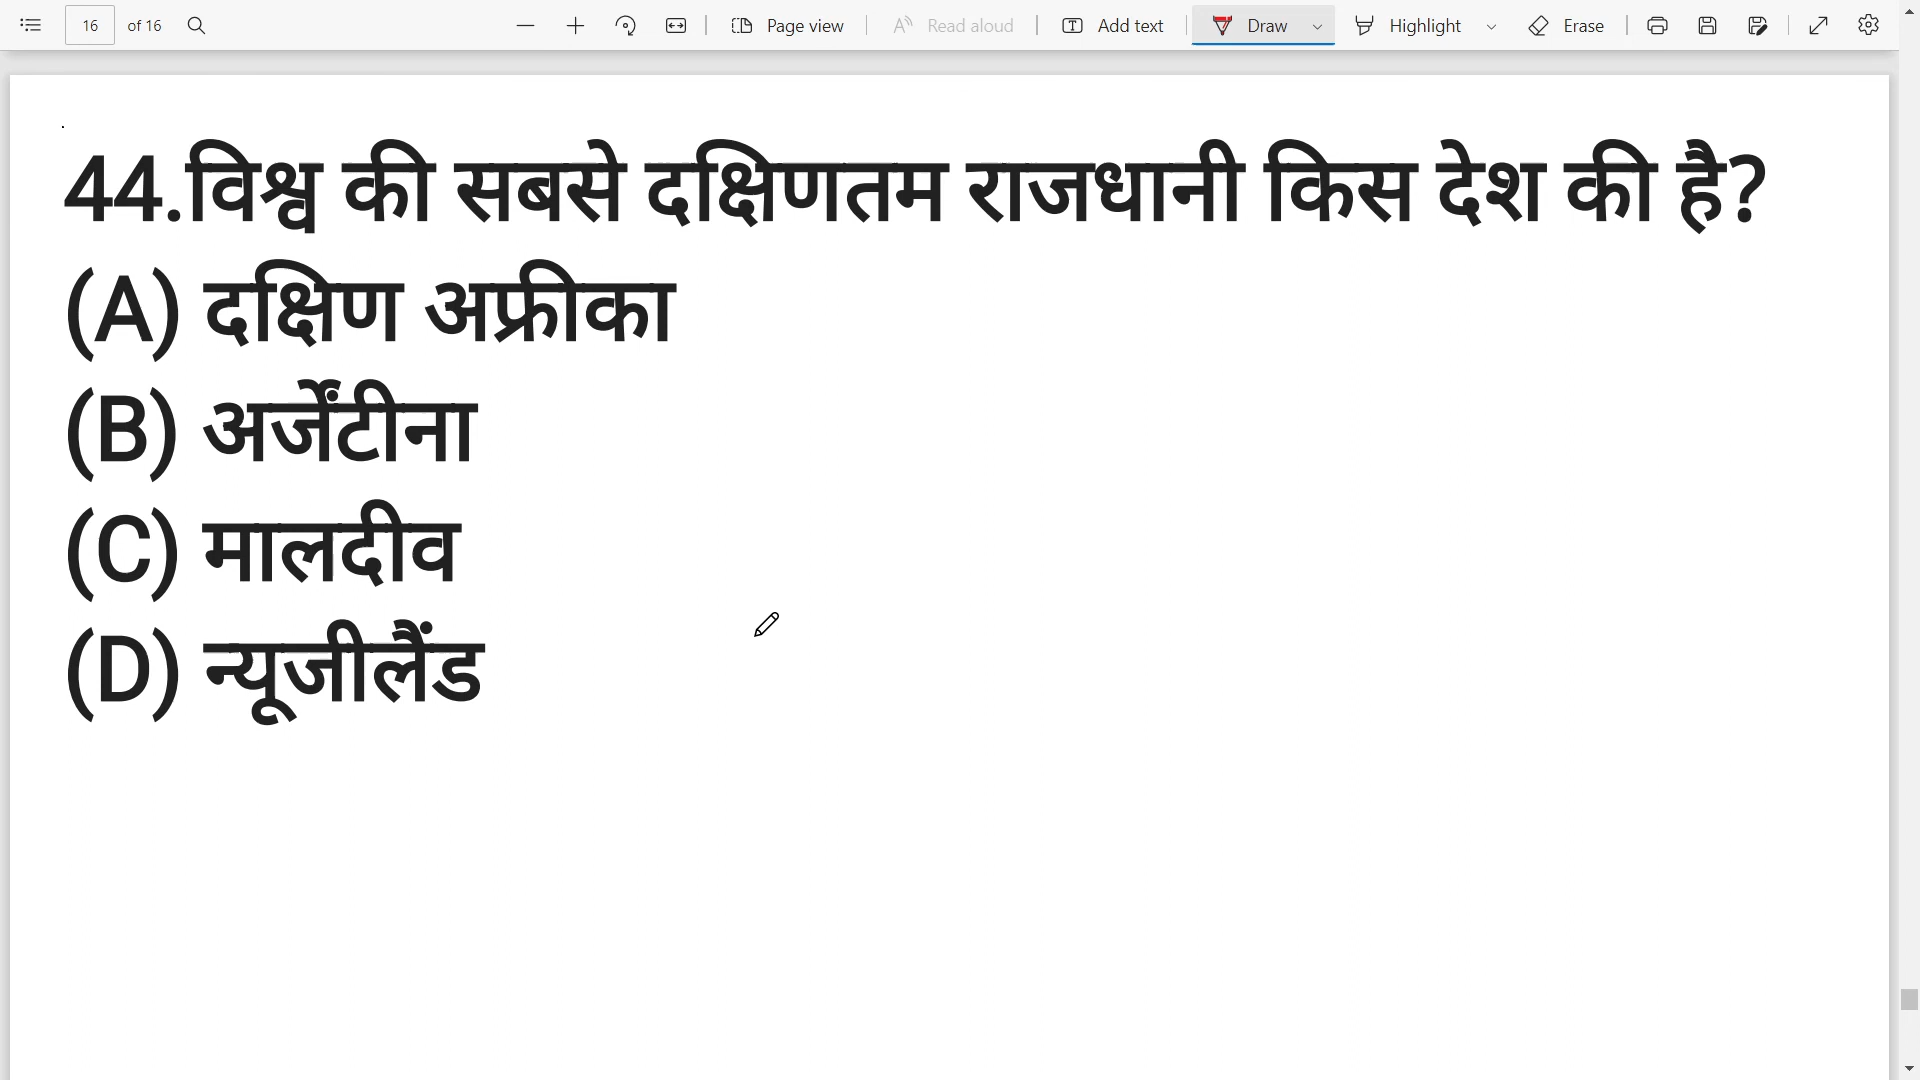 16 of 16 Page view Read aloud Add text Draw Highlight Erase
44.विश्व की सबसे दक्षिणतम राजधानी किस देश की है?
(A) दक्षिण अफ्रीका
(B) अर्जेंटीना
(C) मालदीव
(D) न्यूजीलैंड